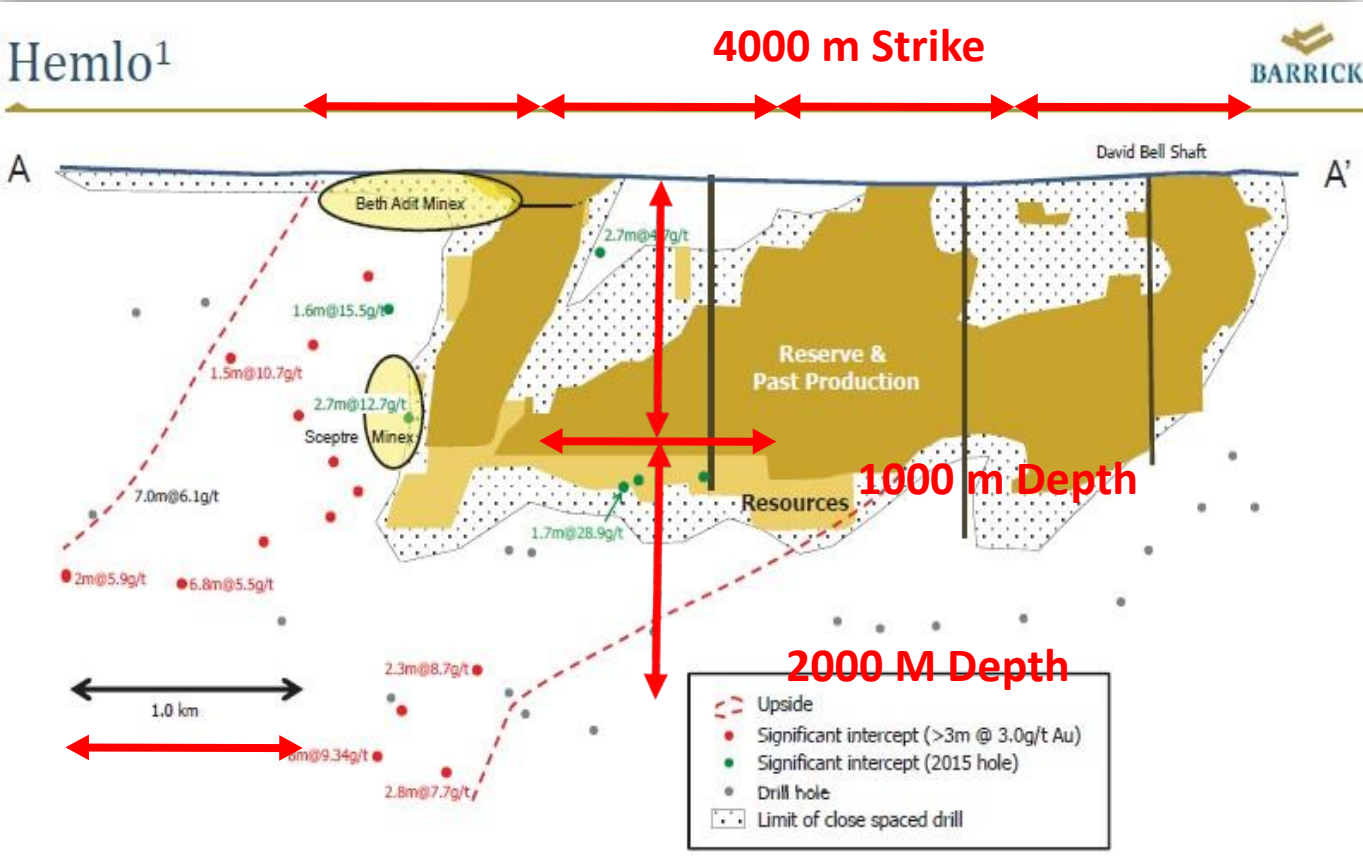 Hemlo¹
4000 m Strike
BARRICK
A
David Bell Shaft
A'
Beth Adit Minex
2.7m@4.7g/t
1.6m@15.5g/t
1.5m@10.7g/t
Reserve &
Past Production
2.7m@12.7g/t
Sceptre Minex
1000 m Depth
7.0m@6.1g/t
Resources
1.7m@28.9g/t
2m@5.9g/t
6.8m@5.5g/t
2.3m@8.7g/t
2000 M Depth
1.0 km
Upside
Significant intercept (>3m @ 3.0g/t Au)
Significant intercept (2015 hole)
Drill hole
Limit of close spaced drill
2.8m@7.7g/t